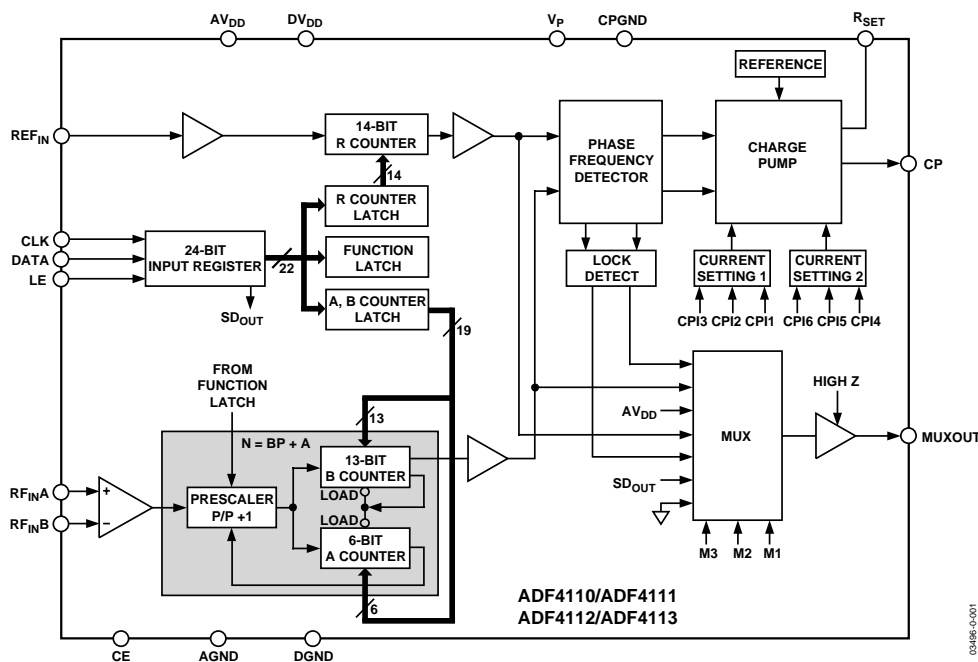 AVDD
DVDD
VP
CPGND
RSET
REFERENCE
REFIN
14-BIT
R COUNTER
14
PHASE
FREQUENCY
DETECTOR
CHARGE
PUMP
CP
R COUNTER
LATCH
CLK
DATA
LE
24-BIT
INPUT REGISTER
22
FUNCTION
LATCH
SDOUT
A, B COUNTER
LATCH
19
LOCK
DETECT
CURRENT
SETTING 1
CURRENT
SETTING 2
CPI3 CPI2 CPI1
CPI6 CPI5 CPI4
FROM
FUNCTION
LATCH
13
N = BP + A
AVDD
MUX
HIGH Z
MUXOUT
SDOUT
M3 M2 M1
RFINA
RFINB
+
−
PRESCALER
P/P +1
13-BIT
B COUNTER
LOAD
LOAD
6-BIT
A COUNTER
6
ADF4110/ADF4111
ADF4112/ADF4113
CE
AGND
DGND
03496-0-001